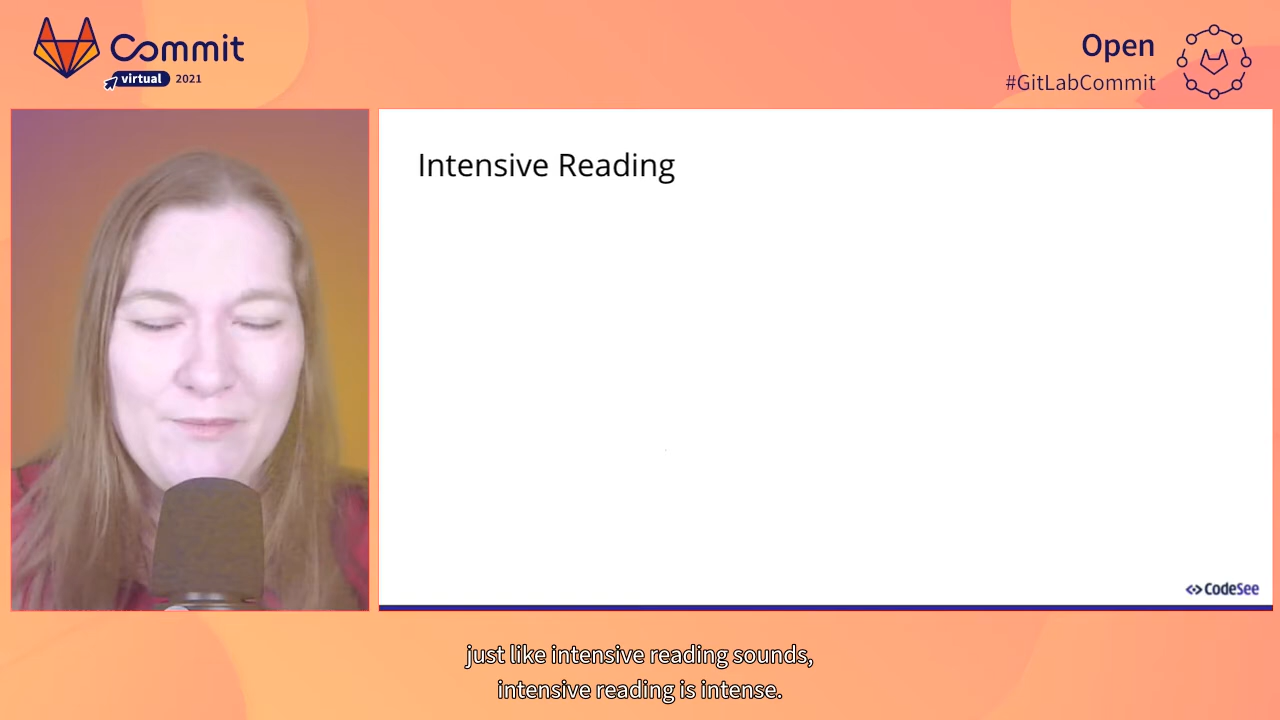 Commit
virtual 2021
Open
#GitLabCommit
Intensive Reading
CodeSee
just like intensive reading sounds,
intensive reading is intense.